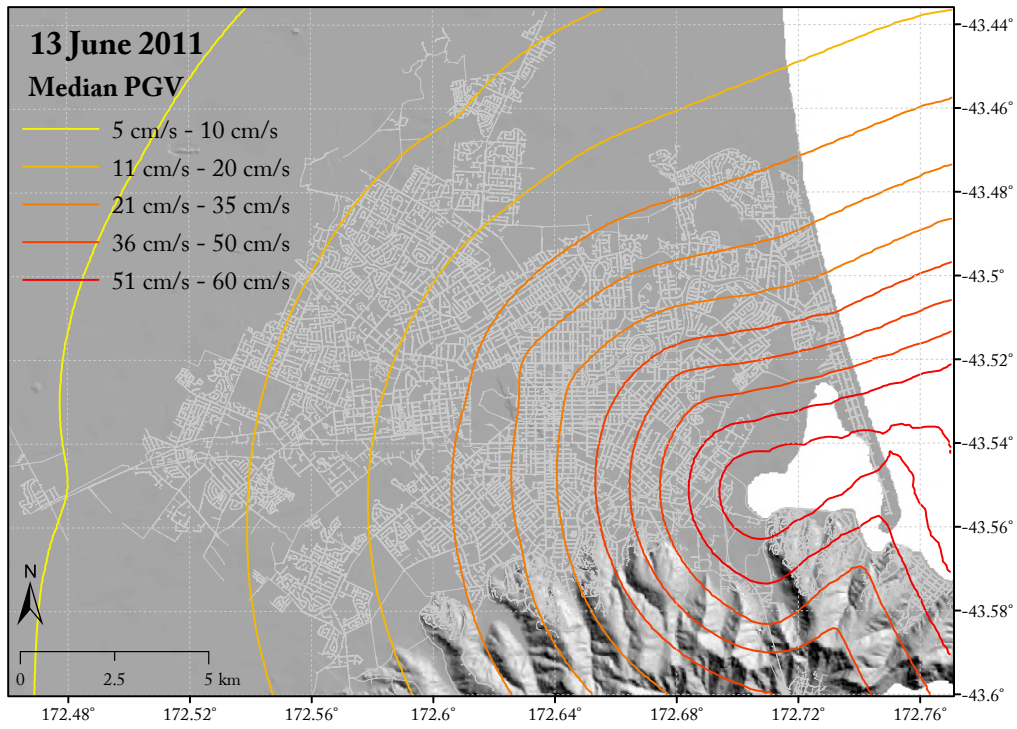 13 June 2011
Median PGV
5 cm/s - 10 cm/s
11 cm/s - 20 cm/s
21 cm/s - 35 cm/s
36 cm/s - 50 cm/s
51 cm/s - 60 cm/s
-43.44°
-43.46°
-43.48°
-43.5°
-43.52°
-43.54°
-43.56°
-43.58°
-43.6°
N
0 2.5 5 km
172.48 172.52 172.56 172.6 172.64 172.68 172.72 172.76